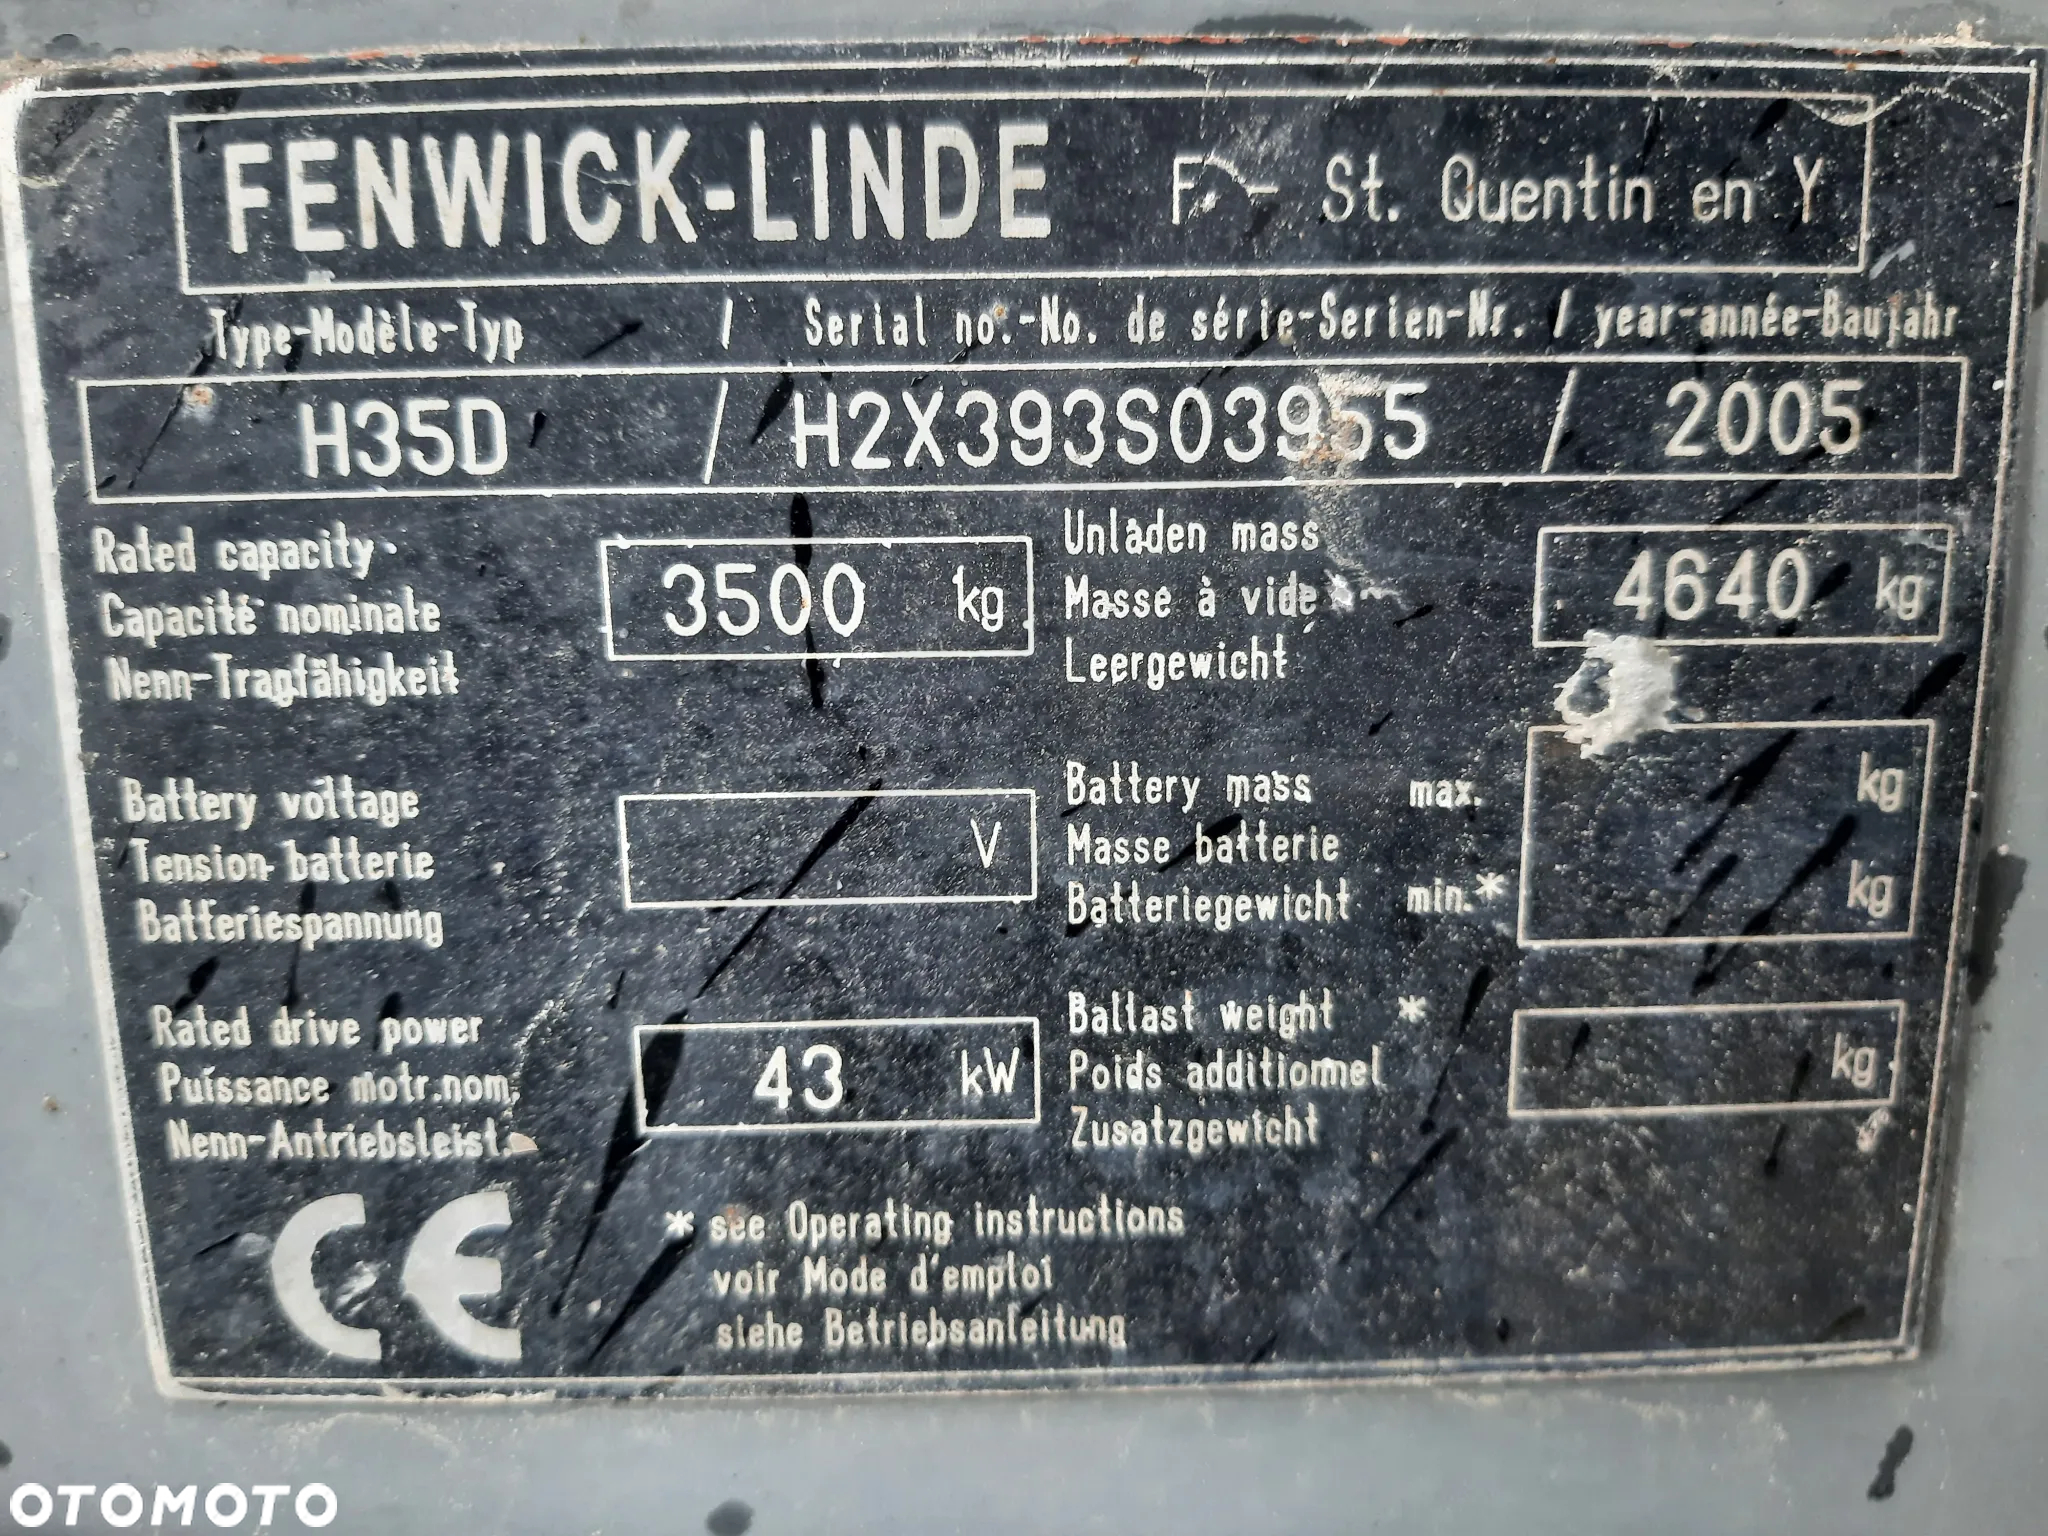 FENWICK-LINDE F - St. Quentin en Y
Type-Modèle-Typ / Serial no.-No. de série-Serien-Nr. / year-année-Baujahr
H35D / H2X393S03955 / 2005
Rated capacity
Capacité nominale
Nenn-Tragfähigkeit
3500 kg
Unladen mass
Masse à vide
Leergewicht
4640 kg
Battery voltage
Tension batterie
Batteriespannung
V
Battery mass max. kg
Masse batterie
Batteriegewicht min.* kg
Rated drive power
Puissance motr.nom.
Nenn-Antriebsleist.
43 kW
Ballast weight *
Poids additionnel
Zusatzgewicht
kg
CE
* see Operating instructions
voir Mode d'emploi
siehe Betriebsanleitung
OTOMOTO